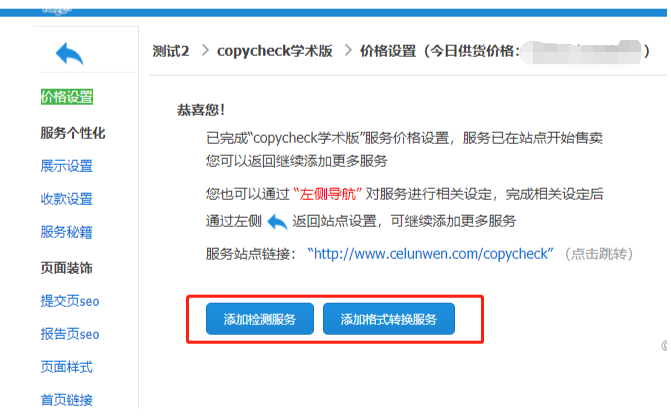 测试2 > copycheck学术版 > 价格设置（今日供货价格： ）
价格设置
服务个性化
展示设置
收款设置
服务秘籍
页面装饰
提交页seo
报告页seo
页面样式
首页链接
恭喜您！
已完成“copycheck学术版”服务价格设置，服务已在站点开始售卖
您可以返回继续添加更多服务
您也可以通过 “左侧导航” 对服务进行相关设定，完成相关设定后
通过左侧 返回站点设置，可继续添加更多服务
服务站点链接： “http://www.celunwen.com/copycheck” （点击跳转）
添加检测服务 添加格式转换服务